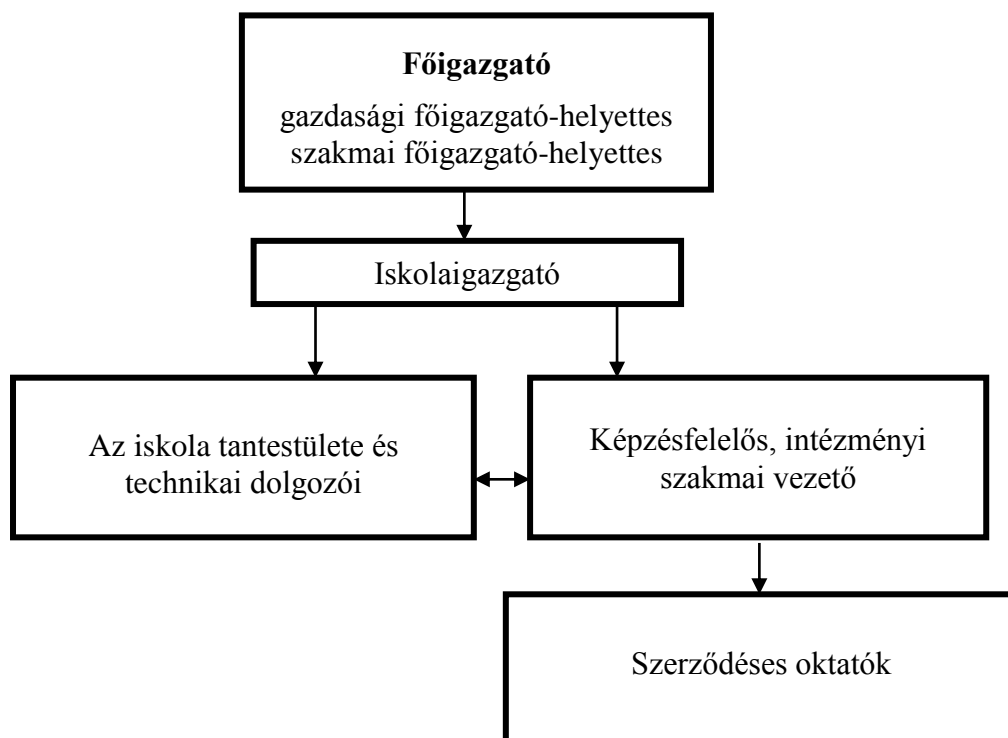 Főigazgató
gazdasági főigazgató-helyettes
szakmai főigazgató-helyettes
Iskolaigazgató
Az iskola tantestülete és
technikai dolgozói
Képzésfelelős, intézményi
szakmai vezető
Szerződéses oktatók